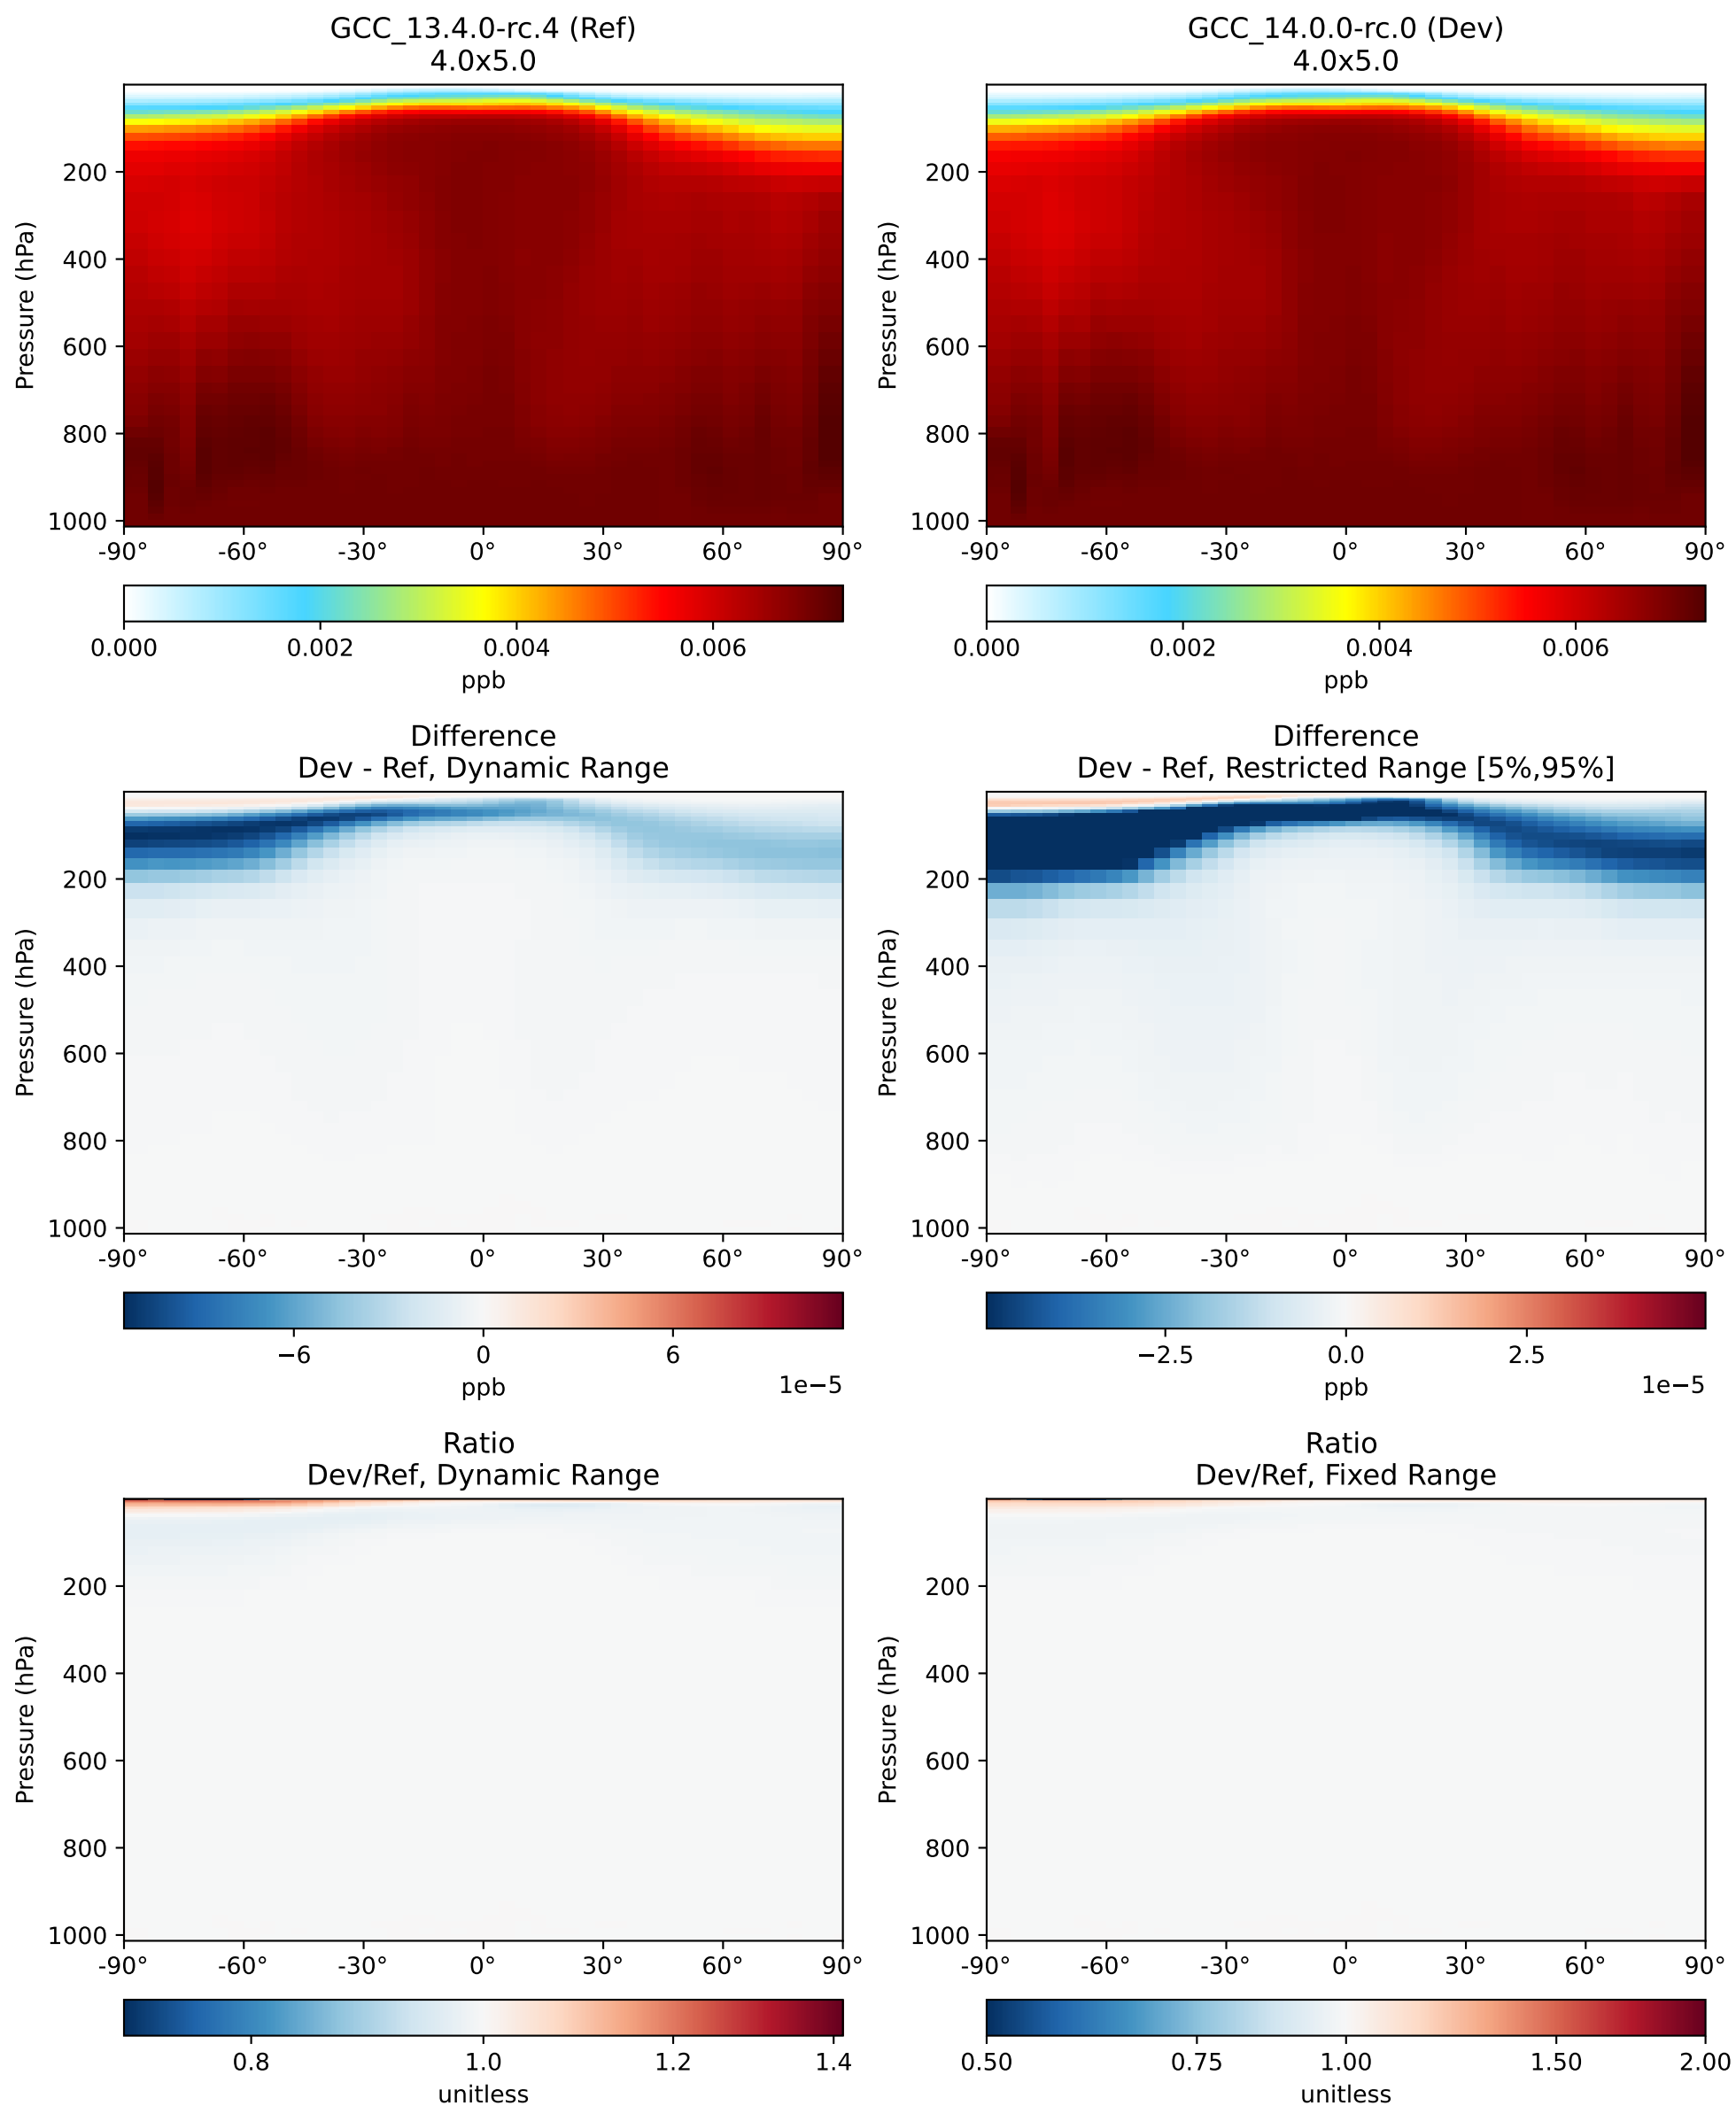 GCC_13.4.0-rc.4 (Ref)
4.0x5.0
Pressure (hPa)
200
400
600
800
1000
-90° -60° -30° 0° 30° 60° 90°
0.000 0.002 0.004 0.006
ppb
GCC_14.0.0-rc.0 (Dev)
4.0x5.0
Pressure (hPa)
200
400
600
800
1000
-90° -60° -30° 0° 30° 60° 90°
0.000 0.002 0.004 0.006
ppb
Difference
Dev - Ref, Dynamic Range
Pressure (hPa)
200
400
600
800
1000
-90° -60° -30° 0° 30° 60° 90°
−6 0 6
ppb
1e−5
Difference
Dev - Ref, Restricted Range [5%,95%]
Pressure (hPa)
200
400
600
800
1000
-90° -60° -30° 0° 30° 60° 90°
−2.5 0.0 2.5
ppb
1e−5
Ratio
Dev/Ref, Dynamic Range
Pressure (hPa)
200
400
600
800
1000
-90° -60° -30° 0° 30° 60° 90°
0.8 1.0 1.2 1.4
unitless
Ratio
Dev/Ref, Fixed Range
Pressure (hPa)
200
400
600
800
1000
-90° -60° -30° 0° 30° 60° 90°
0.50 0.75 1.00 1.50 2.00
unitless